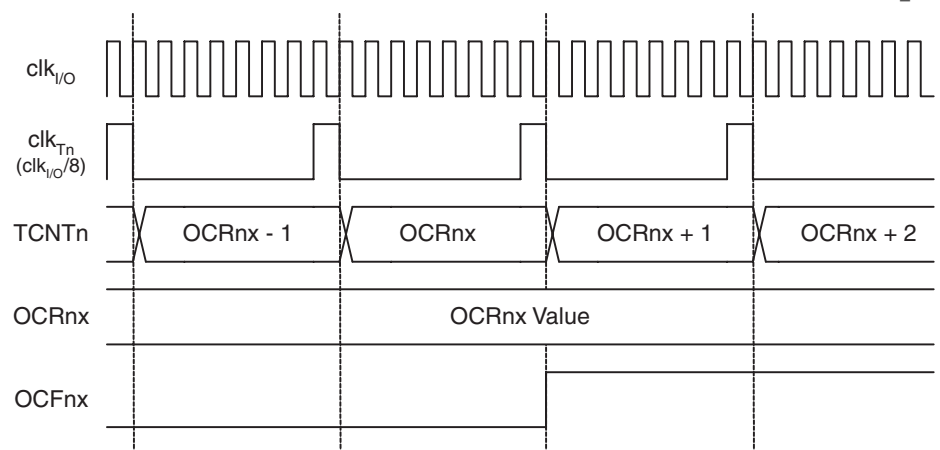 clkI/O
clkTn
(clkI/O/8)
TCNTn OCRnx - 1 OCRnx OCRnx + 1 OCRnx + 2
OCRnx OCRnx Value
OCFnx